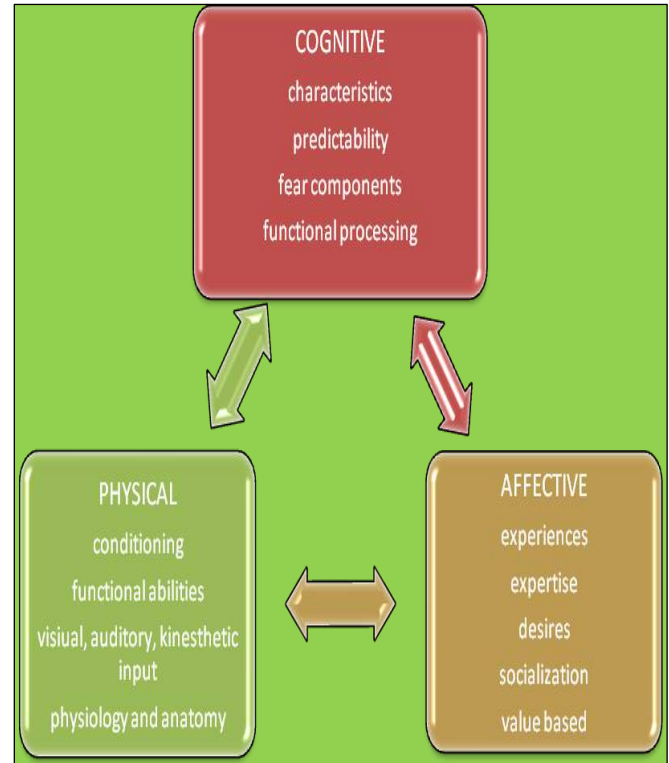 COGNITIVE
characteristics
predictability
fear components
functional processing
PHYSICAL
conditioning
functional abilities
visiual, auditory, kinesthetic
input
physiology and anatomy
AFFECTIVE
experiences
expertise
desires
socialization
value based